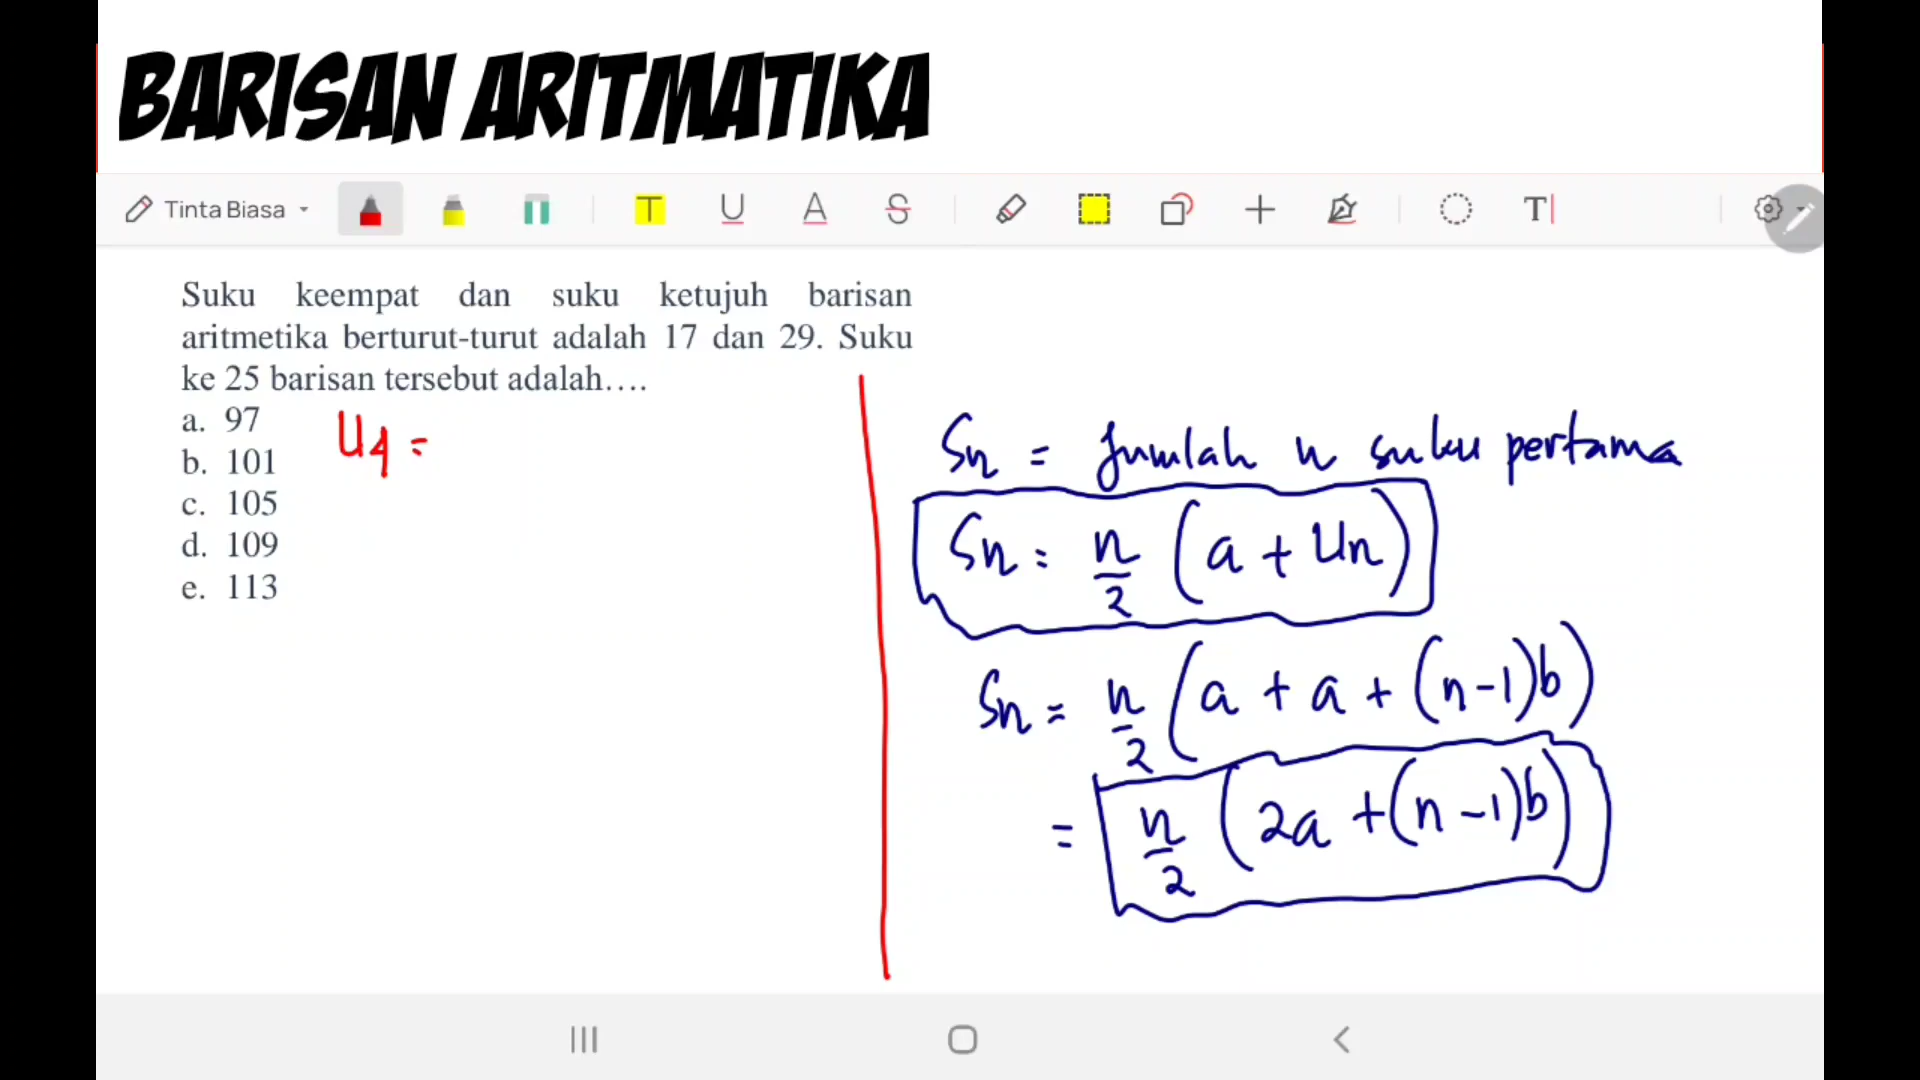 BARISAN ARITMATIKA
Tinta Biasa
Suku keempat dan suku ketujuh barisan
aritmetika berturut-turut adalah 17 dan 29. Suku
ke 25 barisan tersebut adalah….
a. 97
b. 101
c. 105
d. 109
e. 113
U4 =
Sn = Jumlah n suku pertama
Sn = n/2 (a + Un)
Sn = n/2 (a + a + (n-1)b)
= n/2 (2a + (n-1)b)